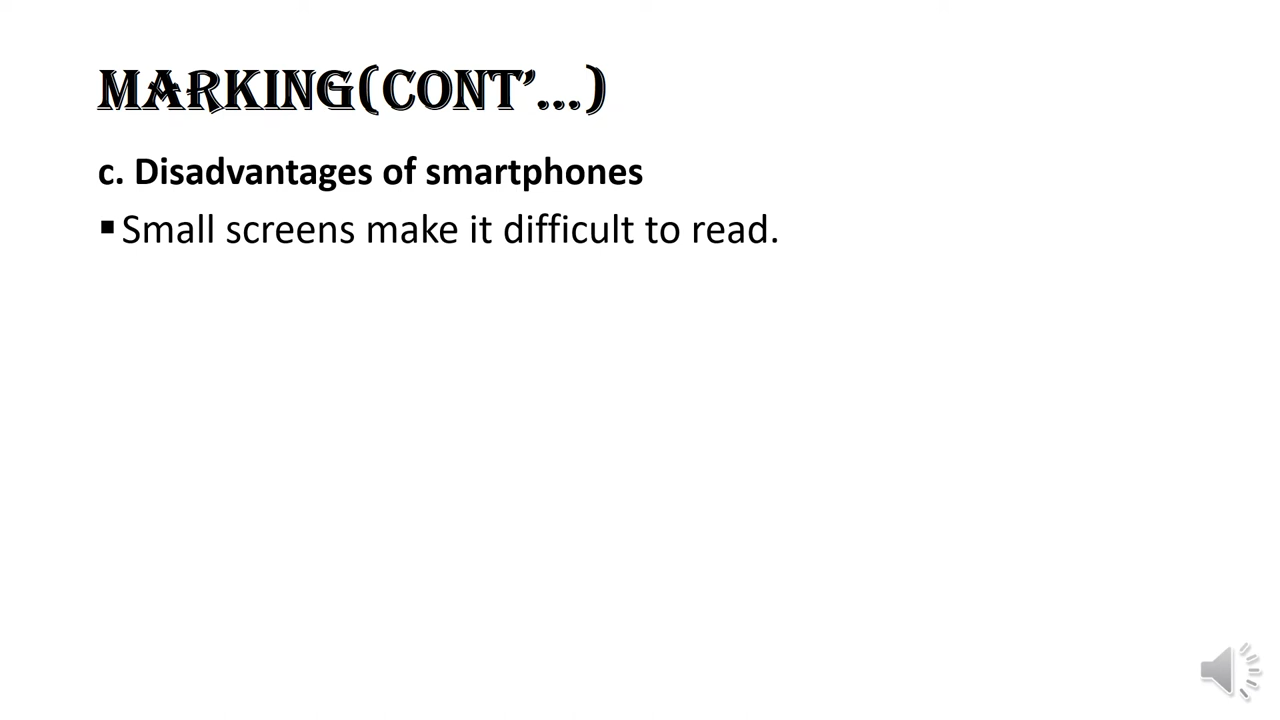 MARKING(CONT’…)
c. Disadvantages of smartphones
▪ Small screens make it difficult to read.